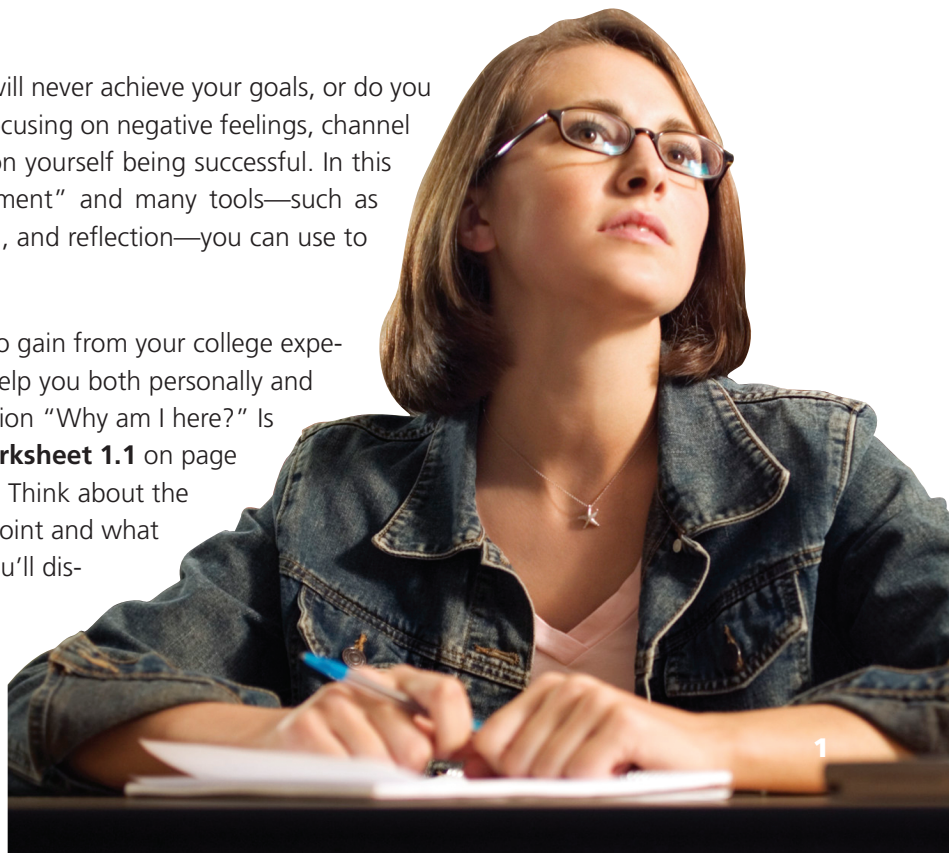 will never achieve your goals, or do you
cusing on negative feelings, channel
on yourself being successful. In this
ment” and many tools—such as
, and reflection—you can use to
o gain from your college expe-
elp you both personally and
ion “Why am I here?” Is
rksheet 1.1 on page
Think about the
oint and what
u’ll dis-
1